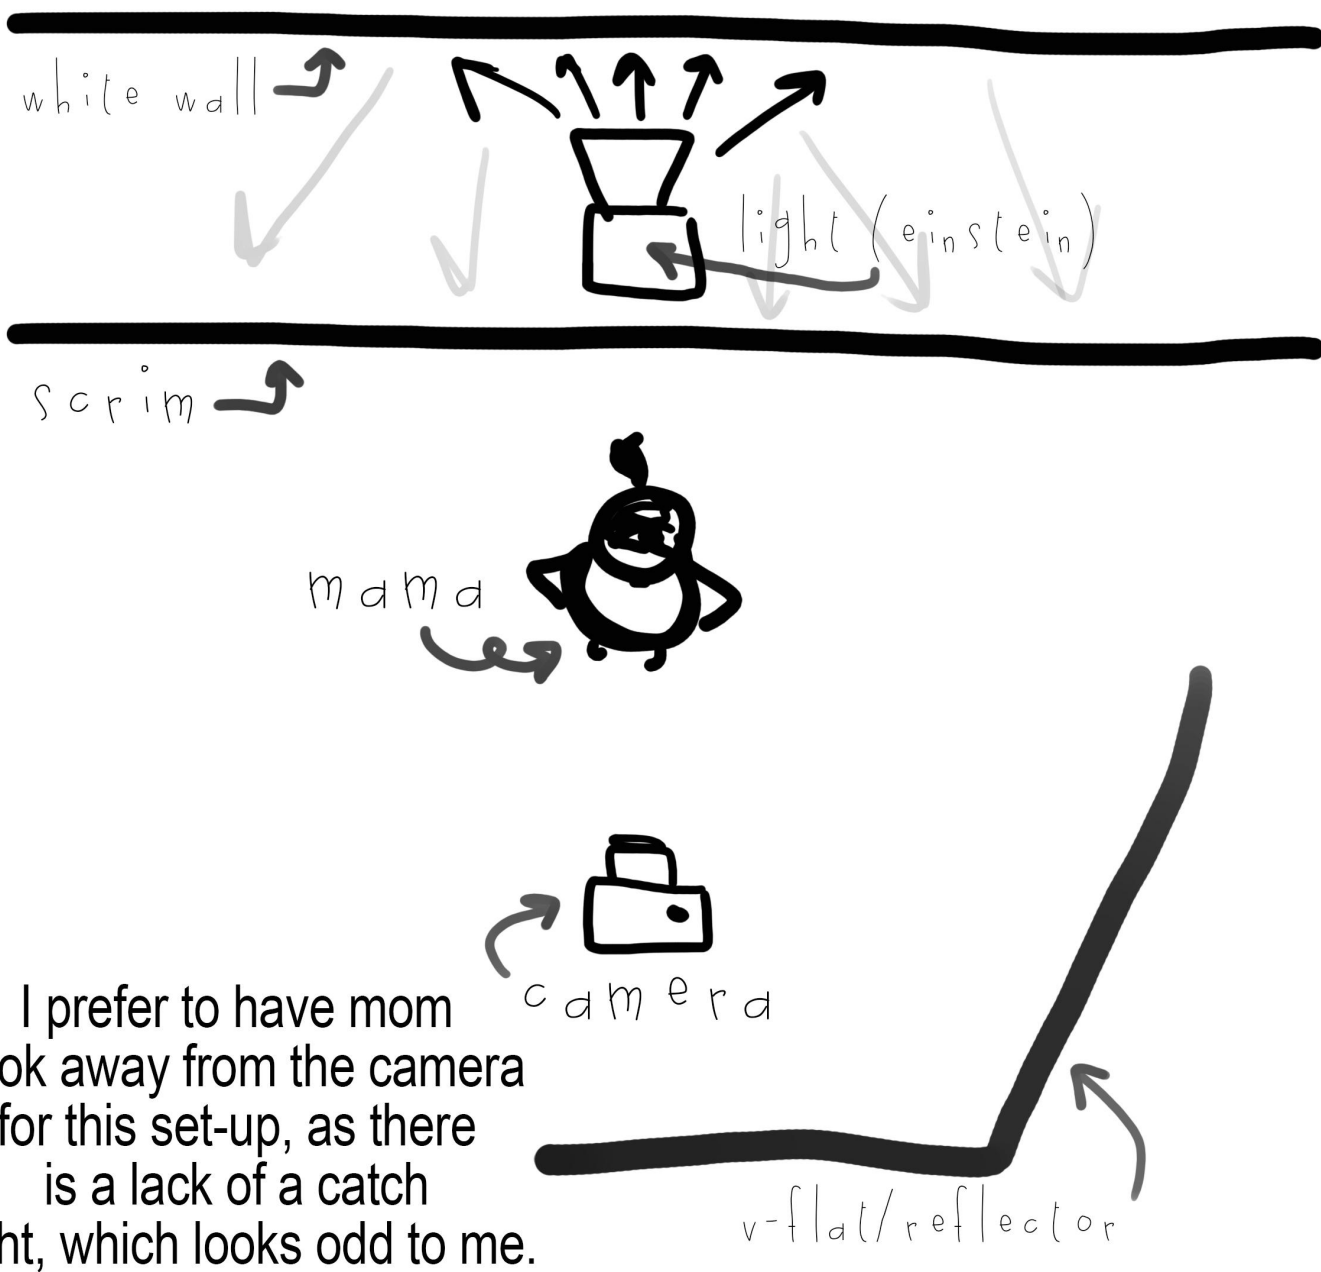 white wall
light (einstein)
scrim
mama
camera
I prefer to have mom
ok away from the camera
for this set-up, as there
is a lack of a catch
ht, which looks odd to me.
v-flat/reflector